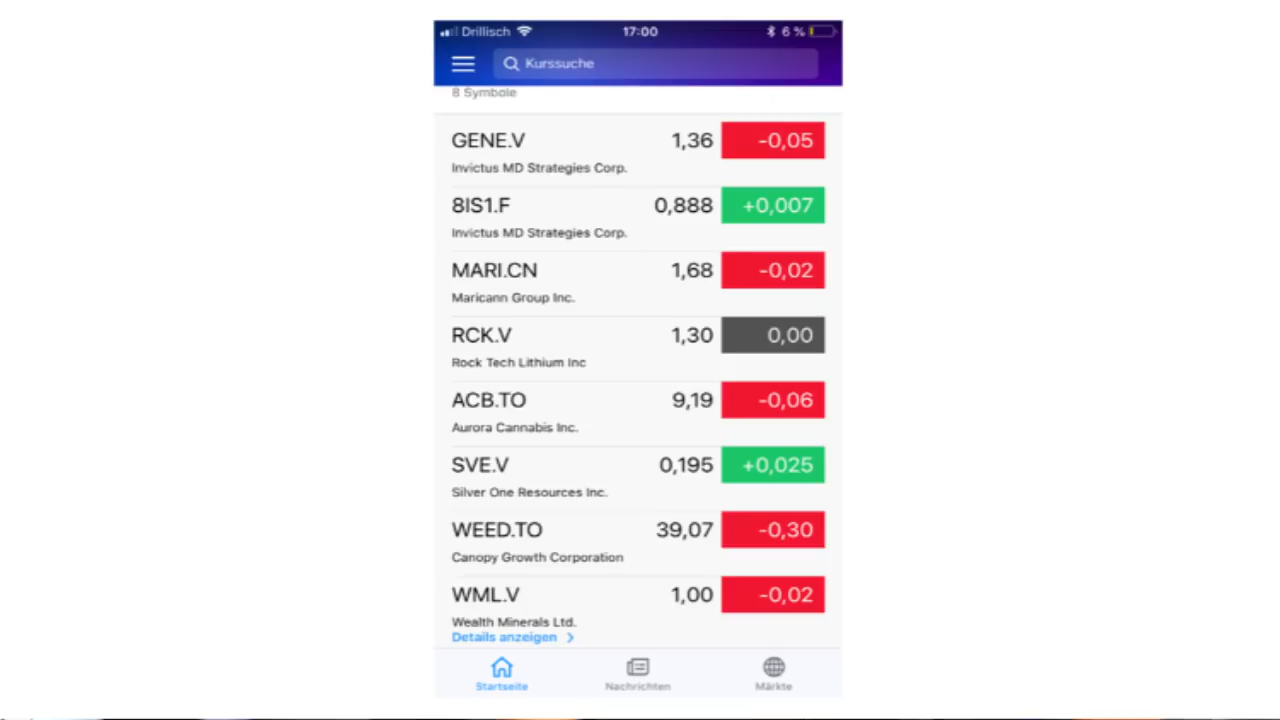 Drillisch 17:00 6 %
Kurssuche
8 Symbole
GENE.V 1,36 -0,05
Invictus MD Strategies Corp.
8IS1.F 0,888 +0,007
Invictus MD Strategies Corp.
MARI.CN 1,68 -0,02
Maricann Group Inc.
RCK.V 1,30 0,00
Rock Tech Lithium Inc
ACB.TO 9,19 -0,06
Aurora Cannabis Inc.
SVE.V 0,195 +0,025
Silver One Resources Inc.
WEED.TO 39,07 -0,30
Canopy Growth Corporation
WML.V 1,00 -0,02
Wealth Minerals Ltd.
Details anzeigen
Startseite Nachrichten Märkte